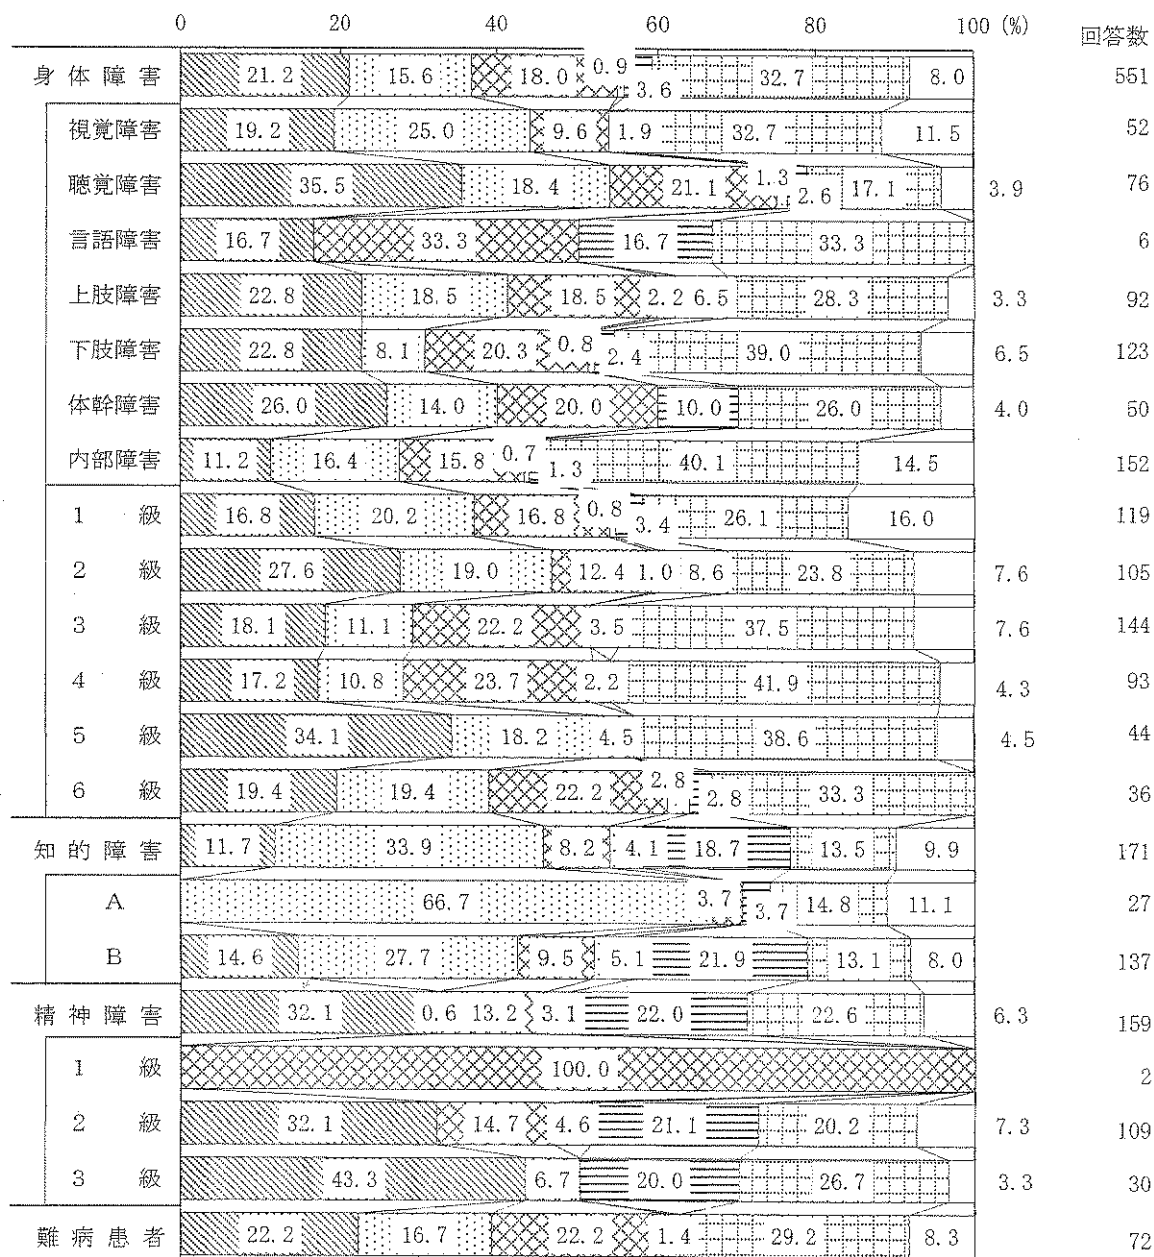 0 20 40 60 80 100 (%) 回答数
身体障害 21.2 15.6 18.0 0.9 3.6 32.7 8.0 551
視覚障害 19.2 25.0 9.6 1.9 32.7 11.5 52
聴覚障害 35.5 18.4 21.1 1.3 2.6 17.1 3.9 76
言語障害 16.7 33.3 16.7 33.3 6
上肢障害 22.8 18.5 18.5 2.2 6.5 28.3 3.3 92
下肢障害 22.8 8.1 20.3 0.8 2.4 39.0 6.5 123
体幹障害 26.0 14.0 20.0 10.0 26.0 4.0 50
内部障害 11.2 16.4 15.8 0.7 1.3 40.1 14.5 152
1級 16.8 20.2 16.8 0.8 3.4 26.1 16.0 119
2級 27.6 19.0 12.4 1.0 8.6 23.8 7.6 105
3級 18.1 11.1 22.2 3.5 37.5 7.6 144
4級 17.2 10.8 23.7 2.2 41.9 4.3 93
5級 34.1 18.2 4.5 38.6 4.5 44
6級 19.4 19.4 22.2 2.8 2.8 33.3 36
知的障害 11.7 33.9 8.2 4.1 18.7 13.5 9.9 171
A 66.7 3.7 3.7 14.8 11.1 27
B 14.6 27.7 9.5 5.1 21.9 13.1 8.0 137
精神障害 32.1 0.6 13.2 3.1 22.0 22.6 6.3 159
1級 100.0 2
2級 32.1 14.7 4.6 21.1 20.2 7.3 109
3級 43.3 6.7 20.0 26.7 3.3 30
難病患者 22.2 16.7 22.2 1.4 29.2 8.3 72